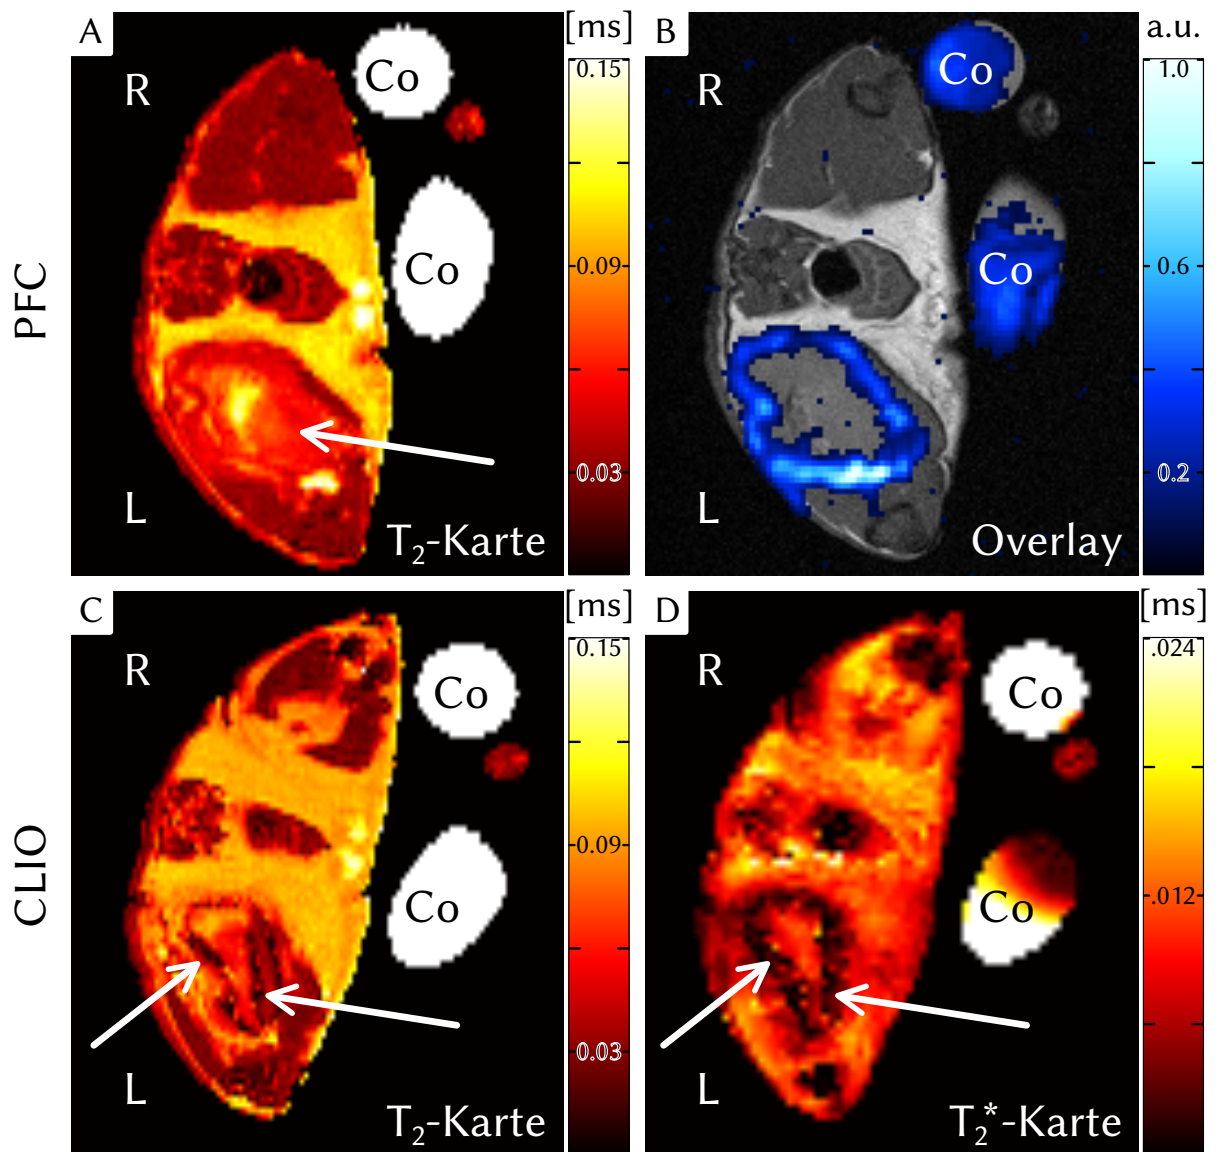 A
[ms]
B
a.u.
R
Co
0.15
R
Co
1.0
PFC
Co
0.09
Co
0.6
0.03
0.2
L
T₂-Karte
L
Overlay
C
[ms]
D
[ms]
R
Co
0.15
R
Co
.024
CLIO
Co
0.09
Co
.012
0.03
L
T₂-Karte
L
T₂*-Karte